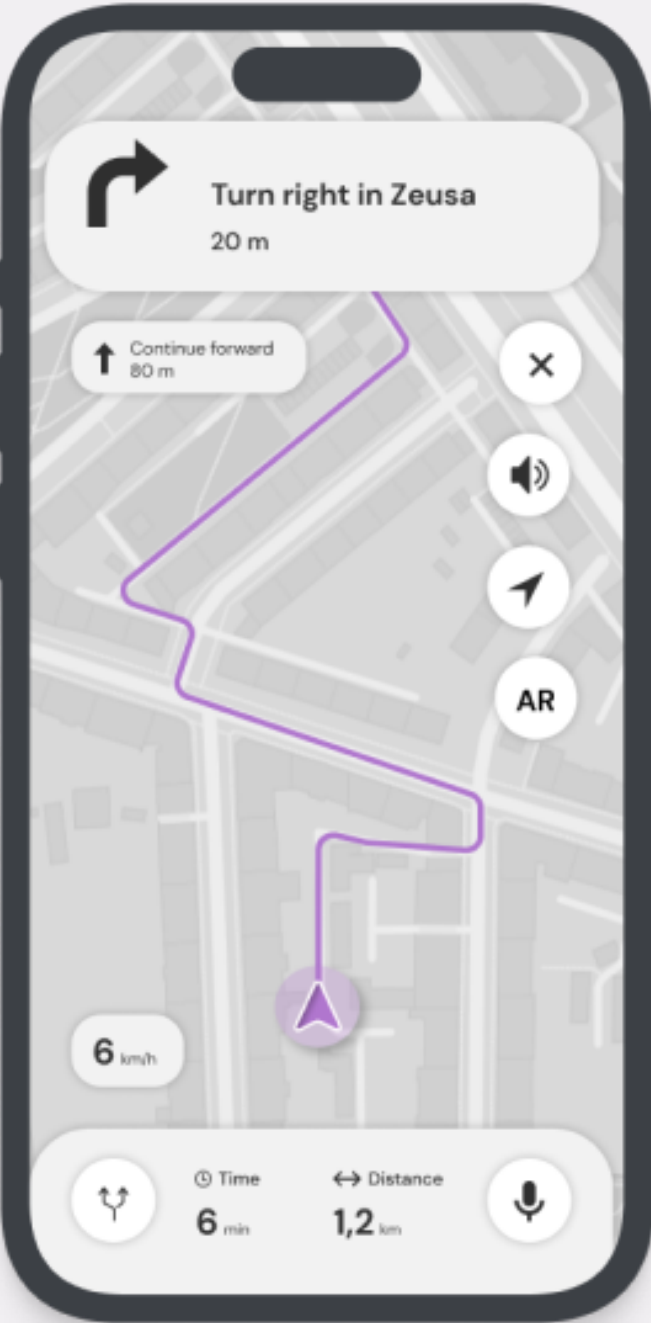 Turn right in Zeusa
20 m
Continue forward
80 m
AR
6 km/h
Time
Distance
6 min
1,2 km